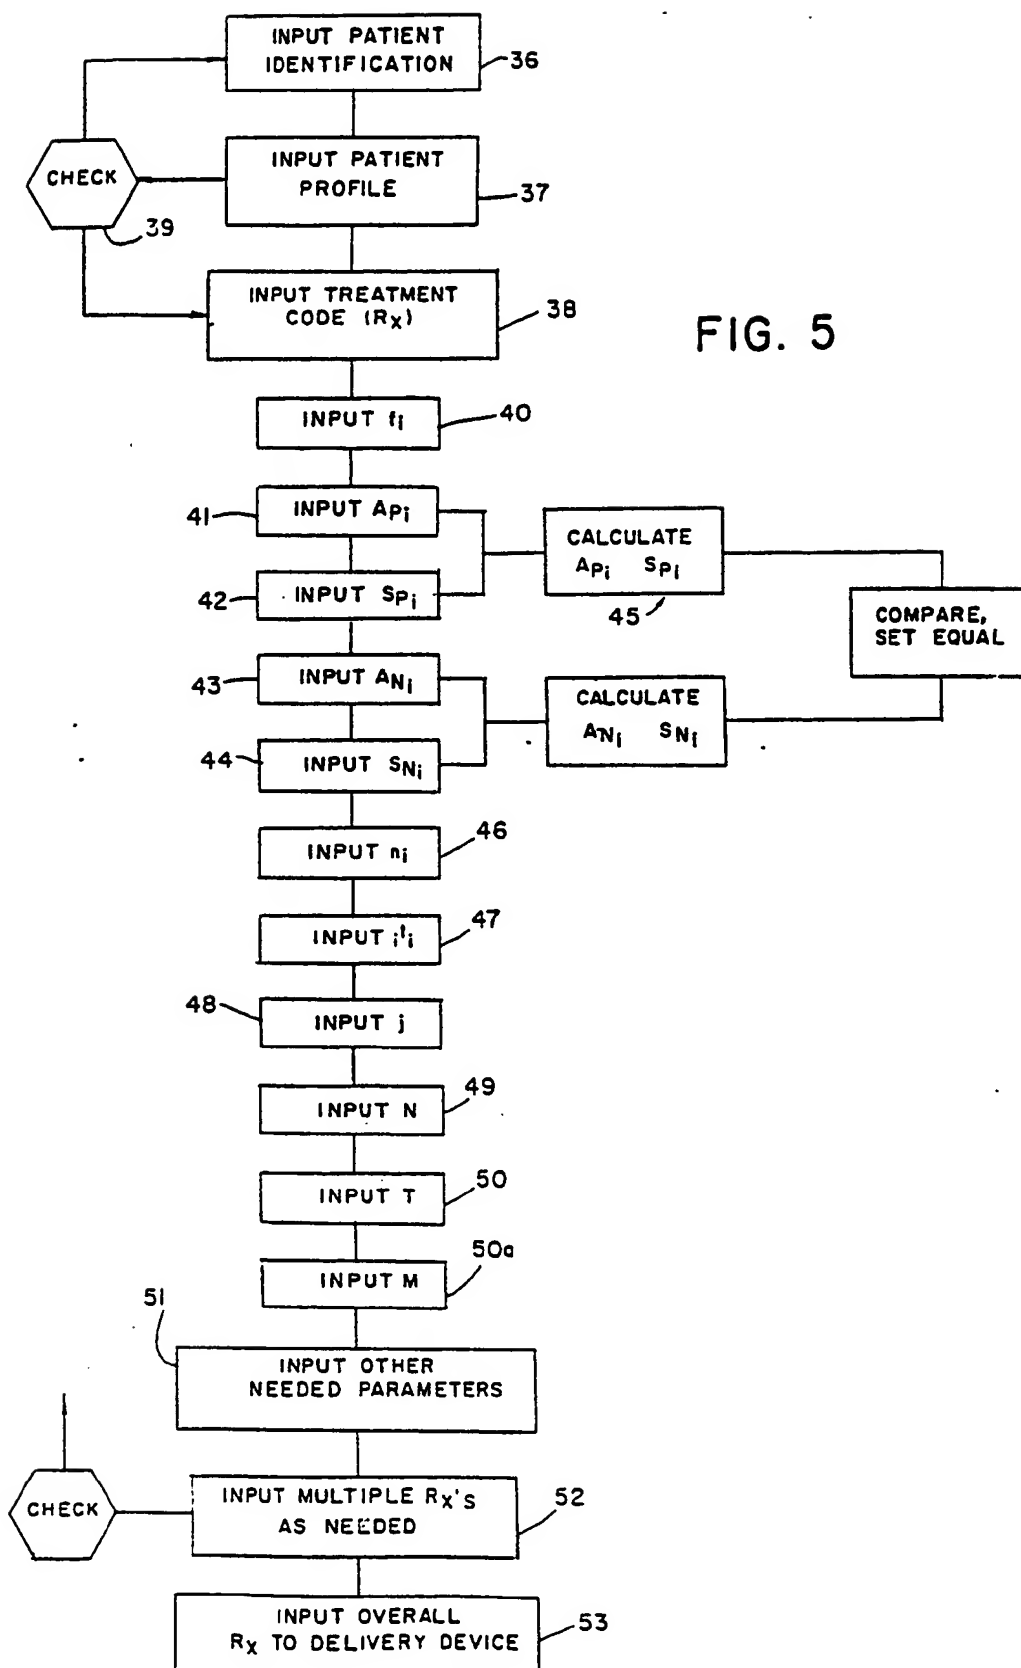 INPUT PATIENT
IDENTIFICATION
36
CHECK
39
INPUT PATIENT
PROFILE
37
INPUT TREATMENT
CODE (Rx)
38
FIG. 5
INPUT fi
40
41
INPUT APi
42
INPUT SPi
CALCULATE
APi SPi
45
COMPARE,
SET EQUAL
43
INPUT ANi
44
INPUT SNi
CALCULATE
ANi SNi
INPUT ni
46
INPUT iti
47
48
INPUT j
INPUT N
49
INPUT T
50
INPUT M
50a
51
INPUT OTHER
NEEDED PARAMETERS
CHECK
INPUT MULTIPLE Rx's
AS NEEDED
52
INPUT OVERALL
Rx TO DELIVERY DEVICE
53